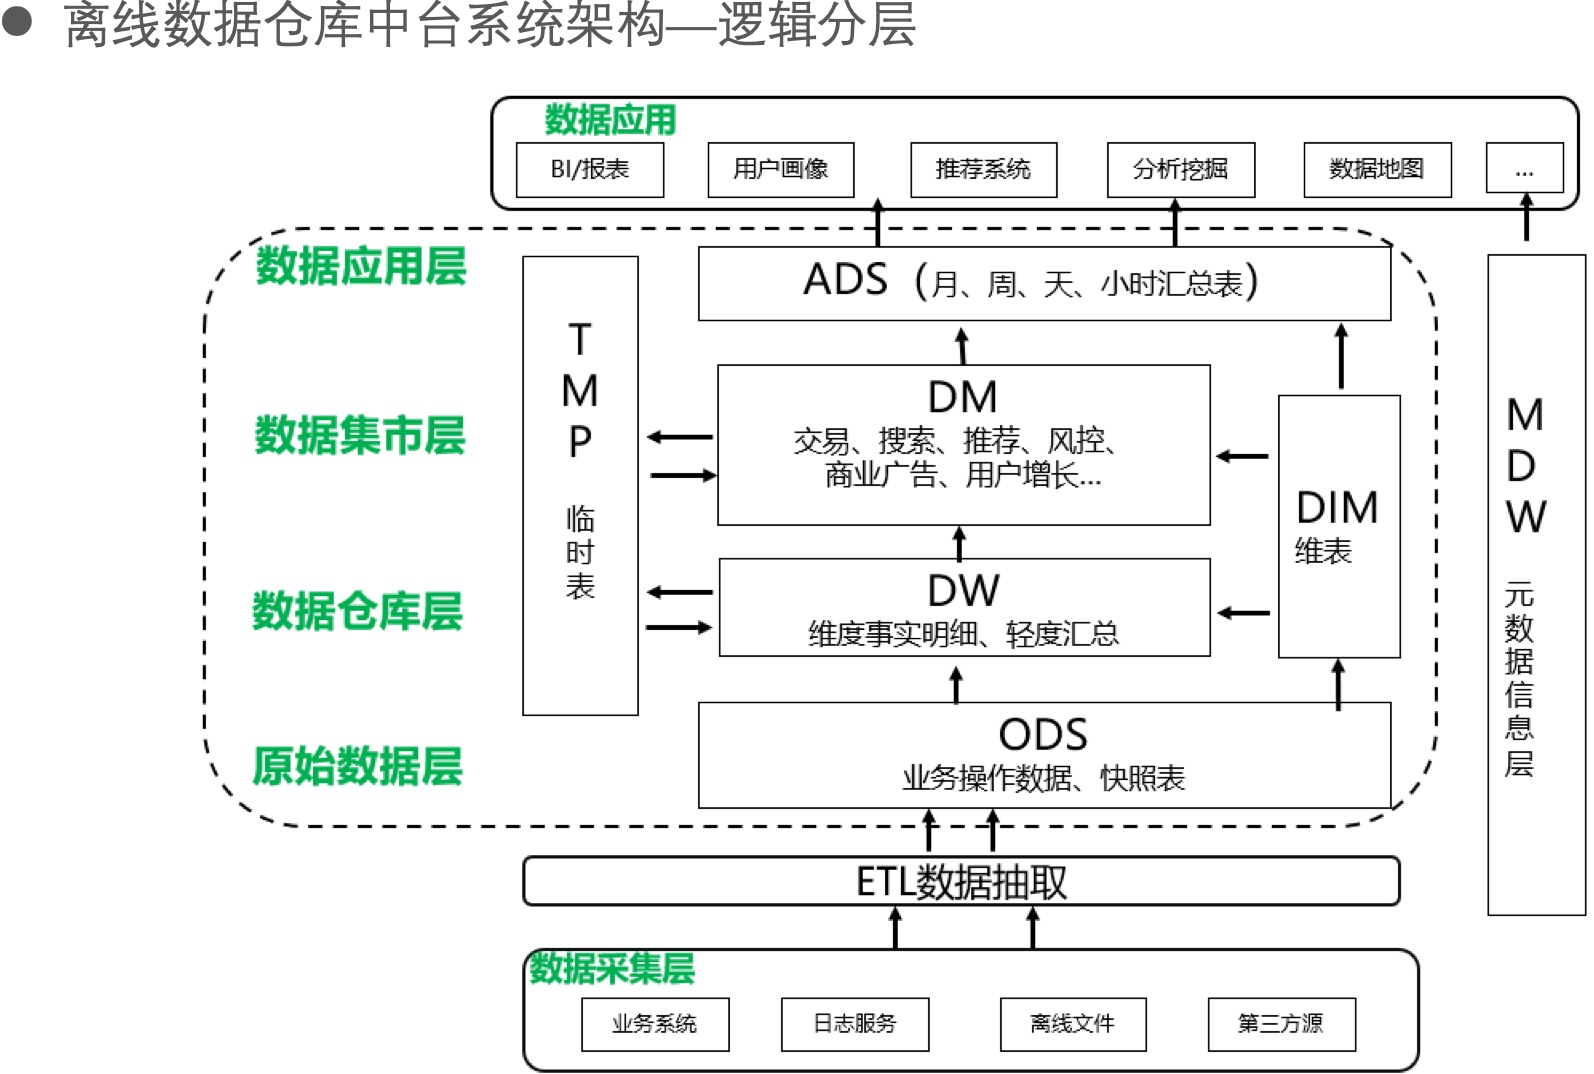 ● 离线数据仓库中台系统架构—逻辑分层
数据应用
BI/报表
用户画像
推荐系统
分析挖掘
数据地图
...
数据应用层
ADS（月、周、天、小时汇总表）
T
M
P
临
时
表
数据集市层
DM
交易、搜索、推荐、风控、
商业广告、用户增长...
DIM
维表
M
D
W
元
数
据
信
息
层
数据仓库层
DW
维度事实明细、轻度汇总
原始数据层
ODS
业务操作数据、快照表
ETL数据抽取
数据采集层
业务系统
日志服务
离线文件
第三方源